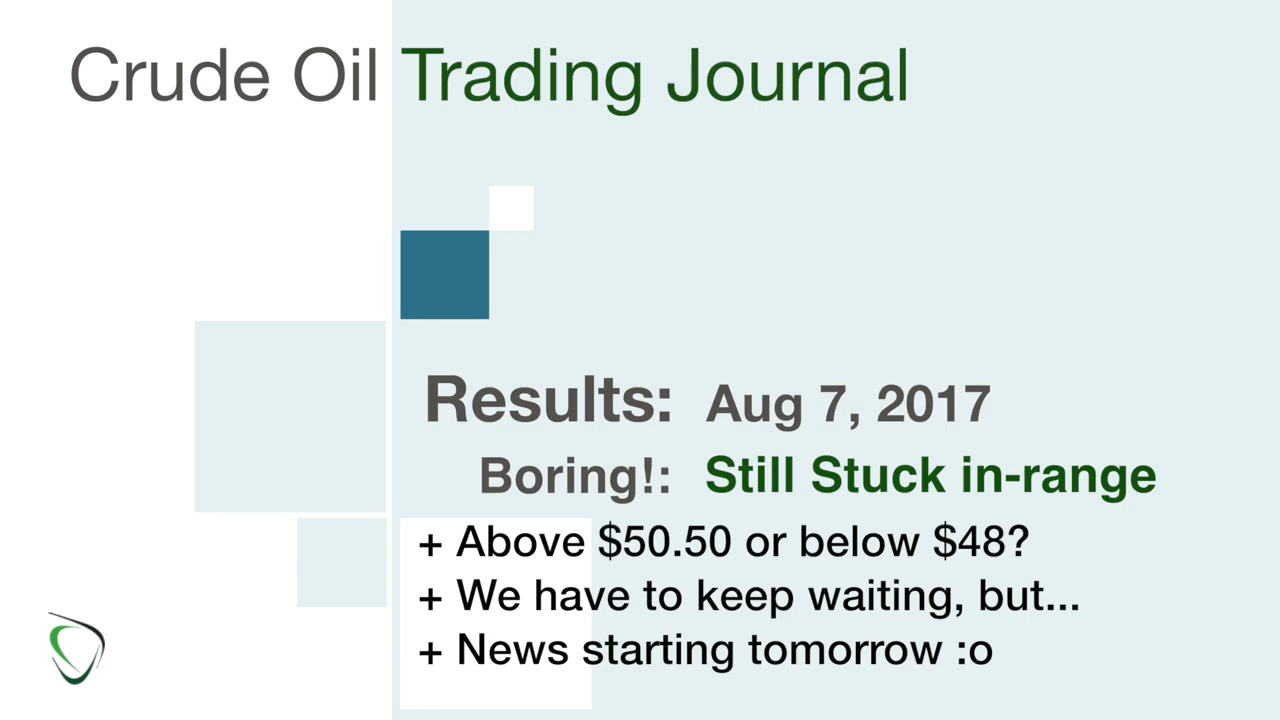 Crude Oil Trading Journal
Results: Aug 7, 2017
Boring!: Still Stuck in-range
+ Above $50.50 or below $48?
+ We have to keep waiting, but...
+ News starting tomorrow :o